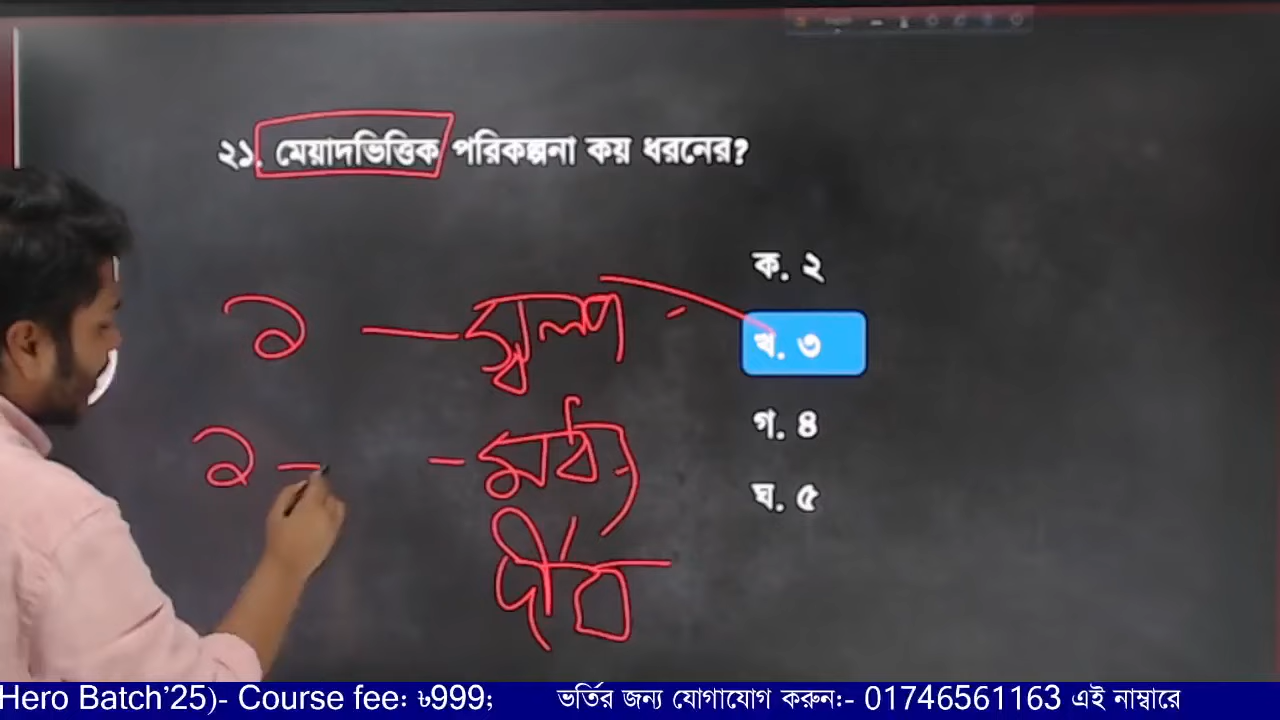 ২১. মেয়াদভিত্তিক পরিকল্পনা কয় ধরনের?
ক. ২
খ. ৩
গ. ৪
ঘ. ৫
১ — স্বল্প -
১ — - মধ্য
দীর্ঘ
Hero Batch’25)- Course fee: ৳999; ভর্তির জন্য যোগাযোগ করুন:- 01746561163 এই নাম্বারে